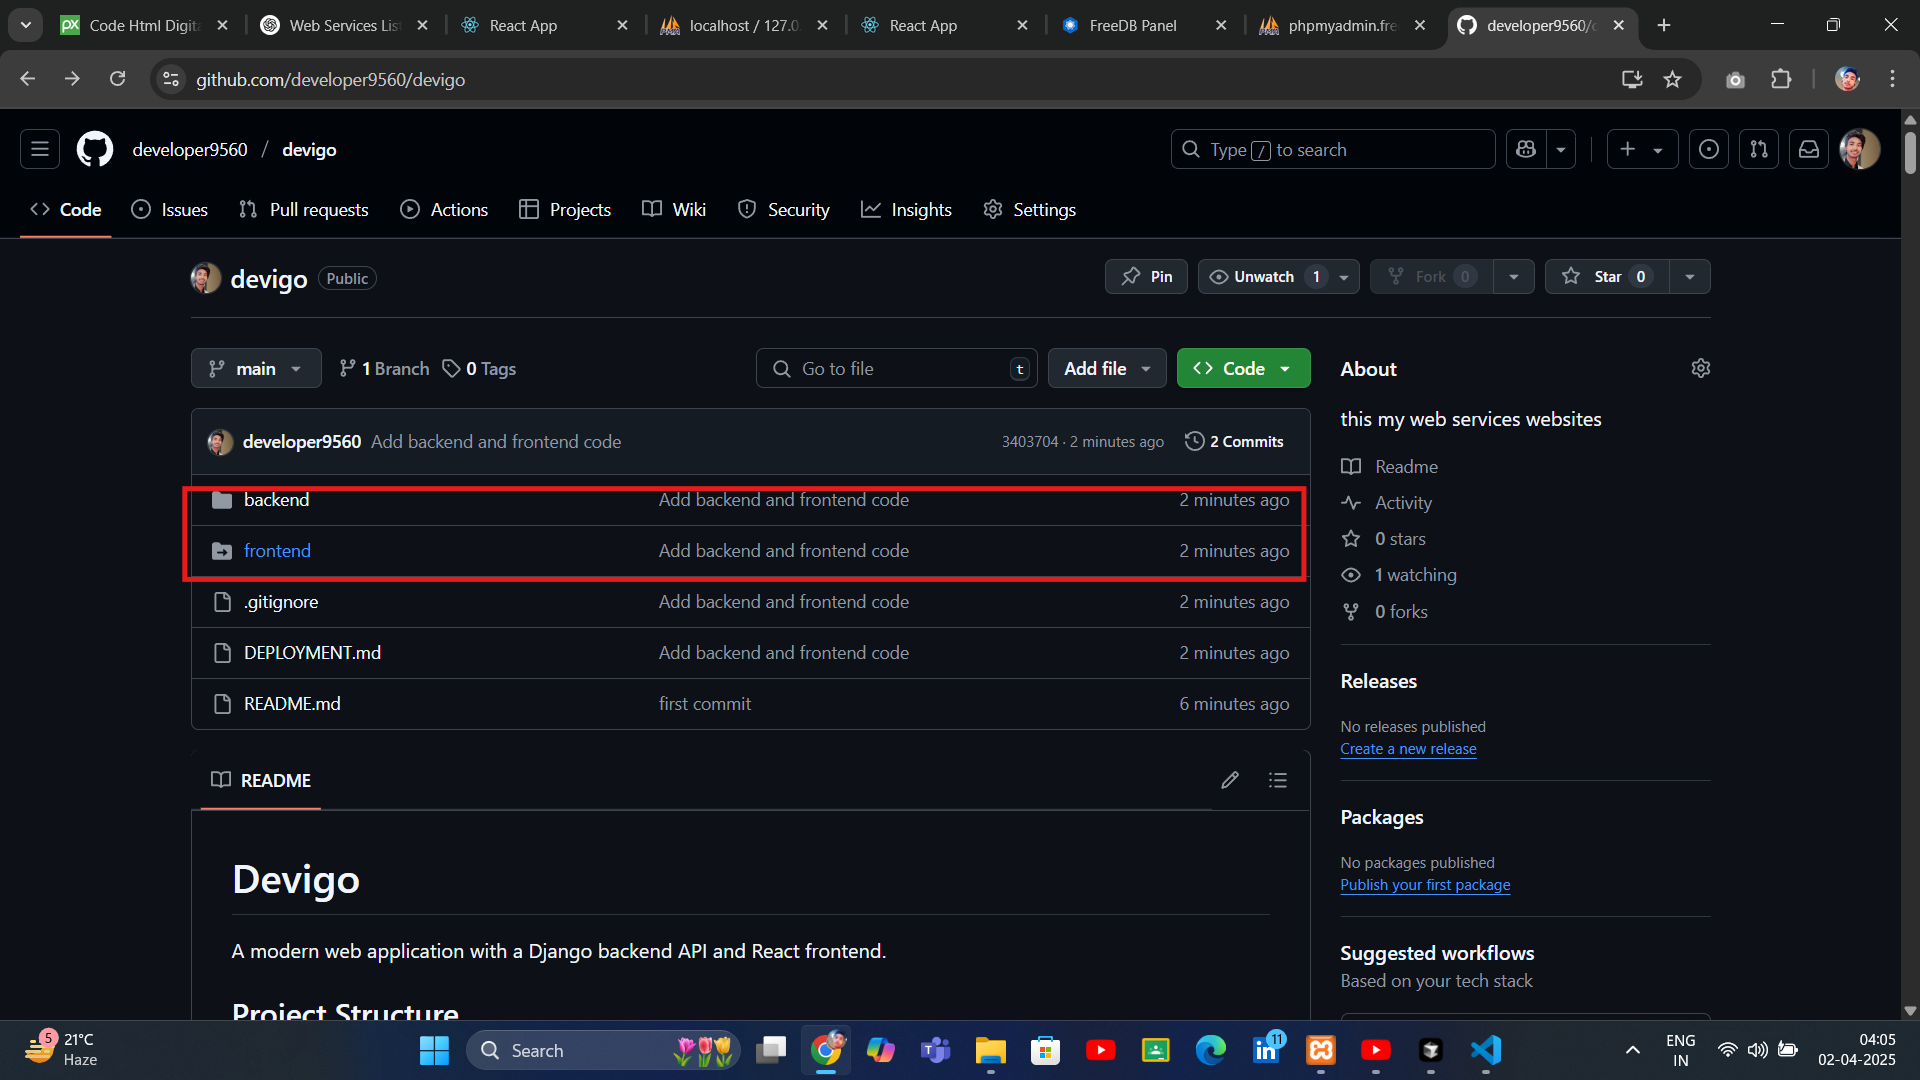 Code Html Digita
Web Services Lis
React App
localhost / 127.0.
React App
FreeDB Panel
phpmyadmin.fre
developer9560/
github.com/developer9560/devigo
developer9560 / devigo
Type / to search
Code
Issues
Pull requests
Actions
Projects
Wiki
Security
Insights
Settings
devigo Public
Pin
Unwatch 1
Fork 0
Star 0
main
1 Branch
0 Tags
Go to file t
Add file
Code
developer9560 Add backend and frontend code 3403704 · 2 minutes ago 2 Commits
backend Add backend and frontend code 2 minutes ago
frontend Add backend and frontend code 2 minutes ago
.gitignore Add backend and frontend code 2 minutes ago
DEPLOYMENT.md Add backend and frontend code 2 minutes ago
README.md first commit 6 minutes ago
README
Devigo
A modern web application with a Django backend API and React frontend.
Project Structure
About
this my web services websites
Readme
Activity
0 stars
1 watching
0 forks
Releases
No releases published
Create a new release
Packages
No packages published
Publish your first package
Suggested workflows
Based on your tech stack
5
21°C
Haze
Search
11
ENG
IN
04:05
02-04-2025